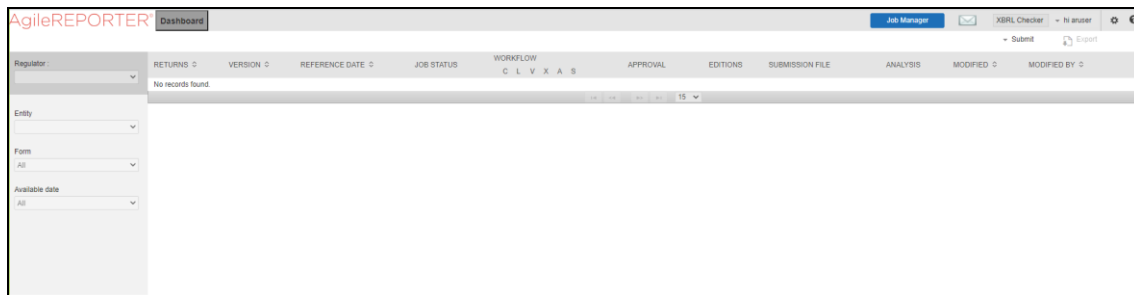 AgileREPORTER® Dashboard Job Manager XBRL Checker hi aruser
Submit Export
Regulator :
RETURNS VERSION REFERENCE DATE JOB STATUS WORKFLOW APPROVAL EDITIONS SUBMISSION FILE ANALYSIS MODIFIED MODIFIED BY
C L V X A S
No records found.
15
Entity
Form
All
Available date
All